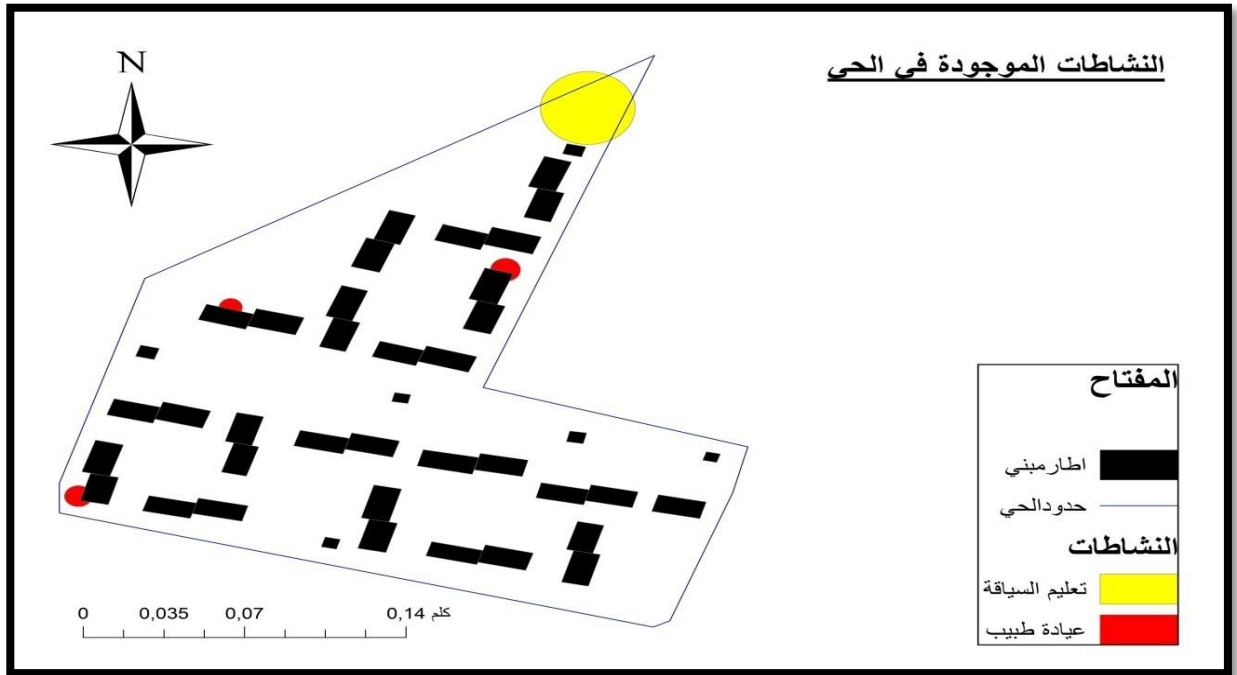 النشاطات الموجودة في الحي
N
المفتاح
اطارمبني
حدودالحي
النشاطات
تعليم السياقة
عيادة طبيب
0 0,035 0,07 0,14 كلم